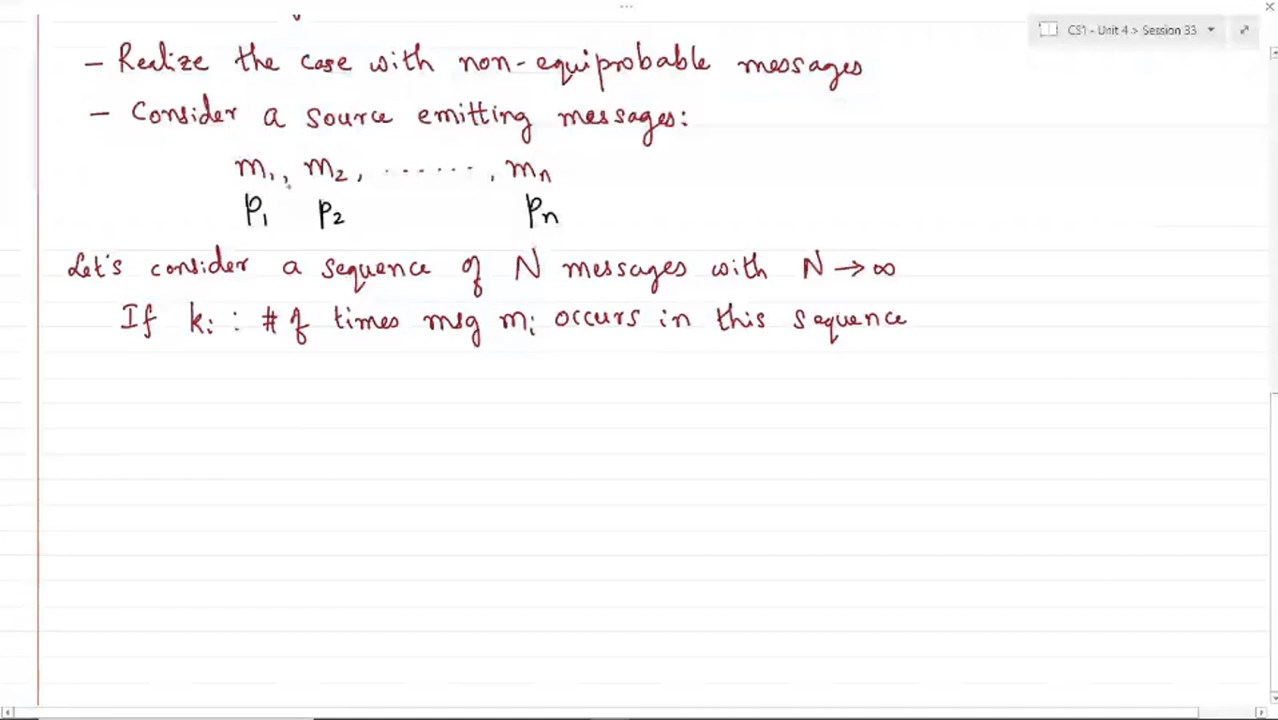 CS1 - Unit 4 > Session 33
- Realize the case with non-equiprobable messages
- Consider a source emitting messages:
m₁, m₂, ......., mₙ
p₁ p₂ pₙ
Let's consider a sequence of N messages with N → ∞
If kᵢ : # of times msg mᵢ occurs in this sequence